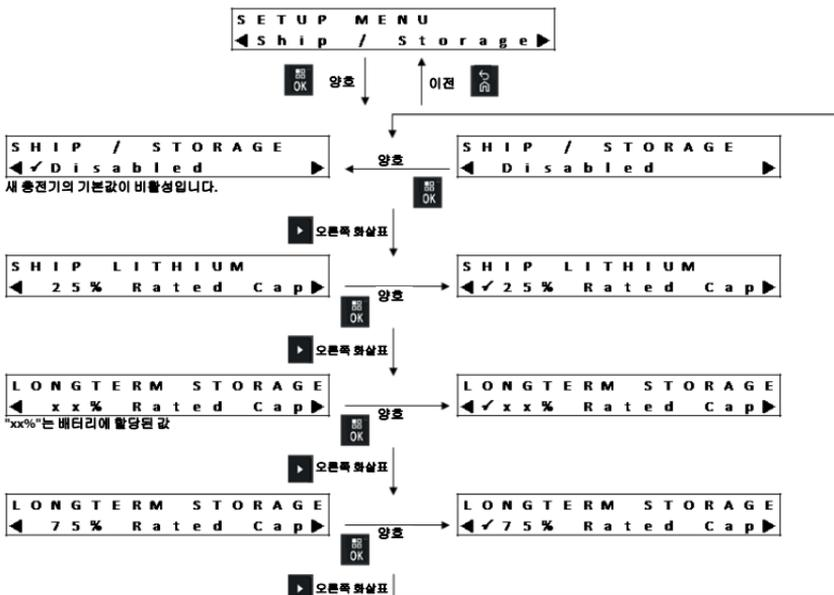 SETUP MENU
◀Ship / Storage▶
OK 양호
이전
SHIP / STORAGE
◀✓Disabled ▶
새 충전기의 기본값이 비활성입니다.
양호
OK
SHIP / STORAGE
◀ Disabled ▶
▶ 오른쪽 화살표
SHIP LITHIUM
◀ 25% Rated Cap▶
양호
OK
SHIP LITHIUM
◀✓25% Rated Cap▶
▶ 오른쪽 화살표
LONGTERM STORAGE
◀ xx% Rated Cap▶
"xx%"는 배터리에 할당된 값
양호
OK
LONGTERM STORAGE
◀✓xx% Rated Cap▶
▶ 오른쪽 화살표
LONGTERM STORAGE
◀ 75% Rated Cap▶
양호
OK
LONGTERM STORAGE
◀✓75% Rated Cap▶
▶ 오른쪽 화살표